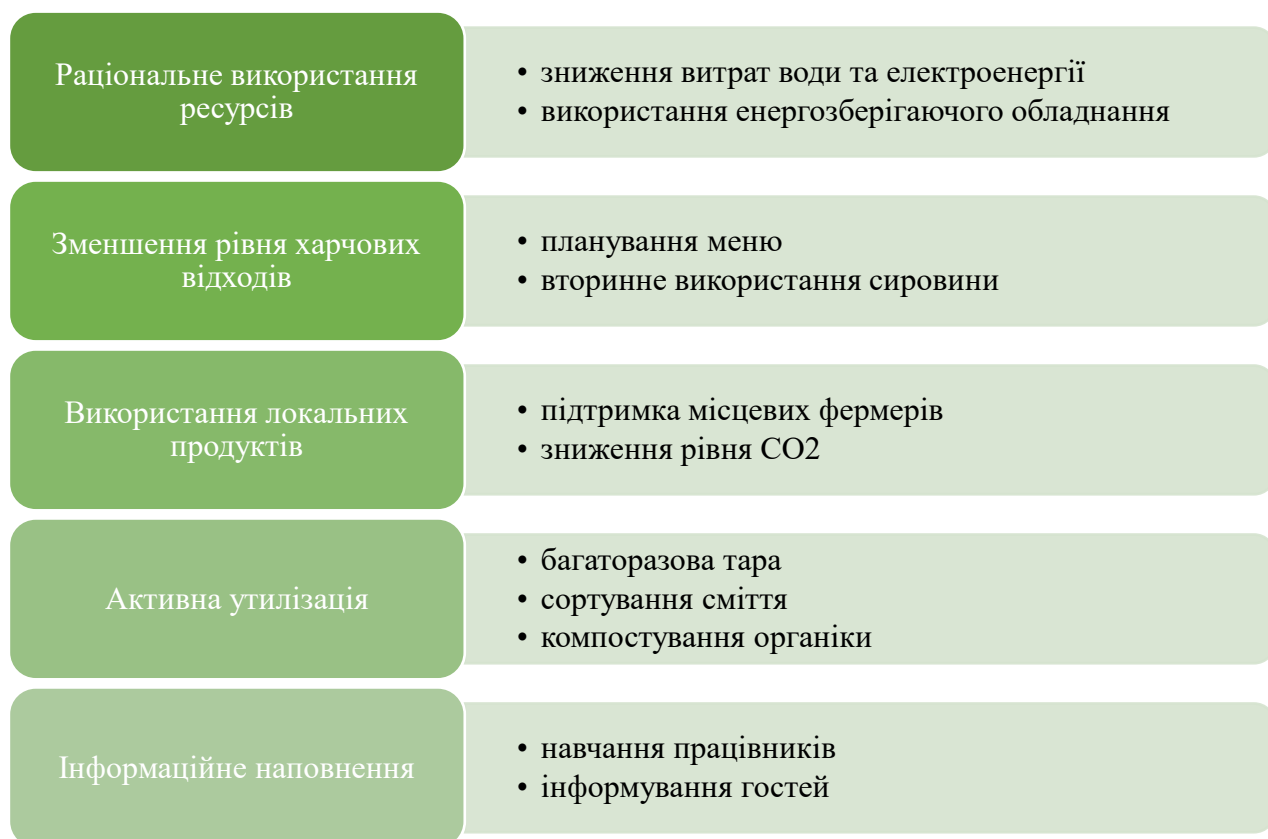 Раціональне використання
ресурсів
• зниження витрат води та електроенергії
• використання енергозберігаючого обладнання
Зменшення рівня харчових
відходів
• планування меню
• вторинне використання сировини
Використання локальних
продуктів
• підтримка місцевих фермерів
• зниження рівня СО2
Активна утилізація
• багаторазова тара
• сортування сміття
• компостування органіки
Інформаційне наповнення
• навчання працівників
• інформування гостей